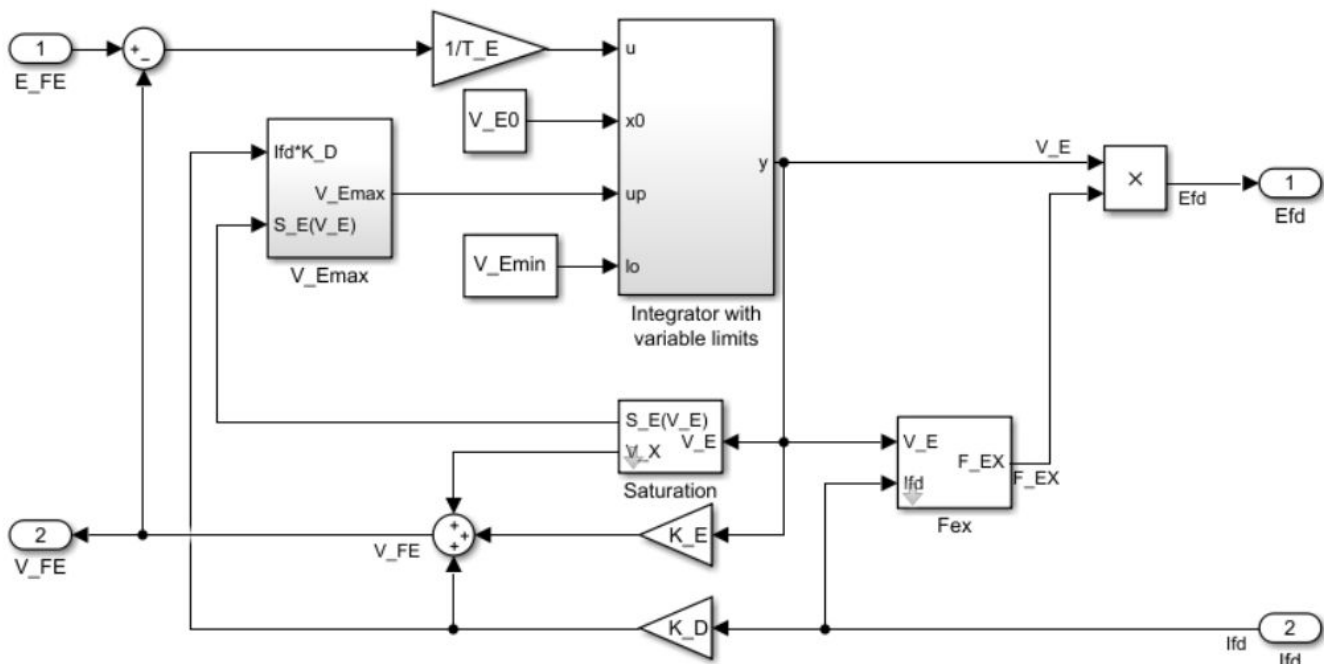 1
E_FE
+
-
1/T_E
u
V_E0
x0
Ifd*K_D
V_Emax
S_E(V_E)
V_Emax
up
y
V_Emin
lo
Integrator with
variable limits
V_E
×
Efd
1
Efd
S_E(V_E)
V_X
V_E
Saturation
V_E
F_EX
Ifd
F_EX
Fex
2
V_FE
V_FE
+
+
+
K_E
K_D
Ifd
2
Ifd